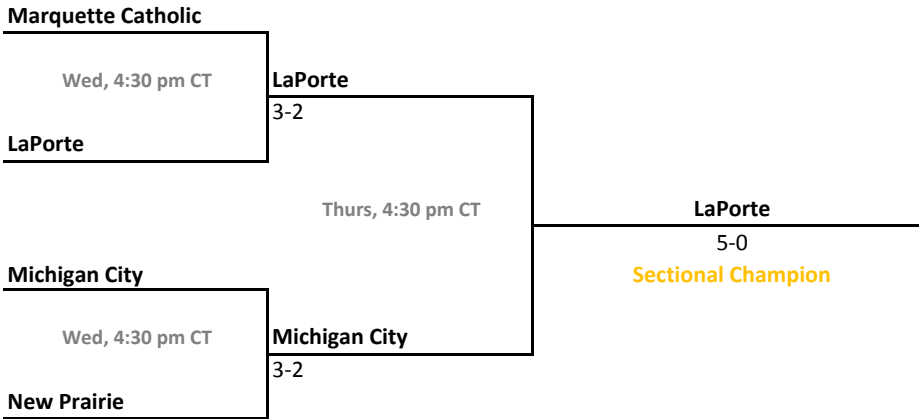 Marquette Catholic
Wed, 4:30 pm CT
LaPorte
3-2
LaPorte
Thurs, 4:30 pm CT
LaPorte
5-0
Sectional Champion
Michigan City
Wed, 4:30 pm CT
Michigan City
3-2
New Prairie